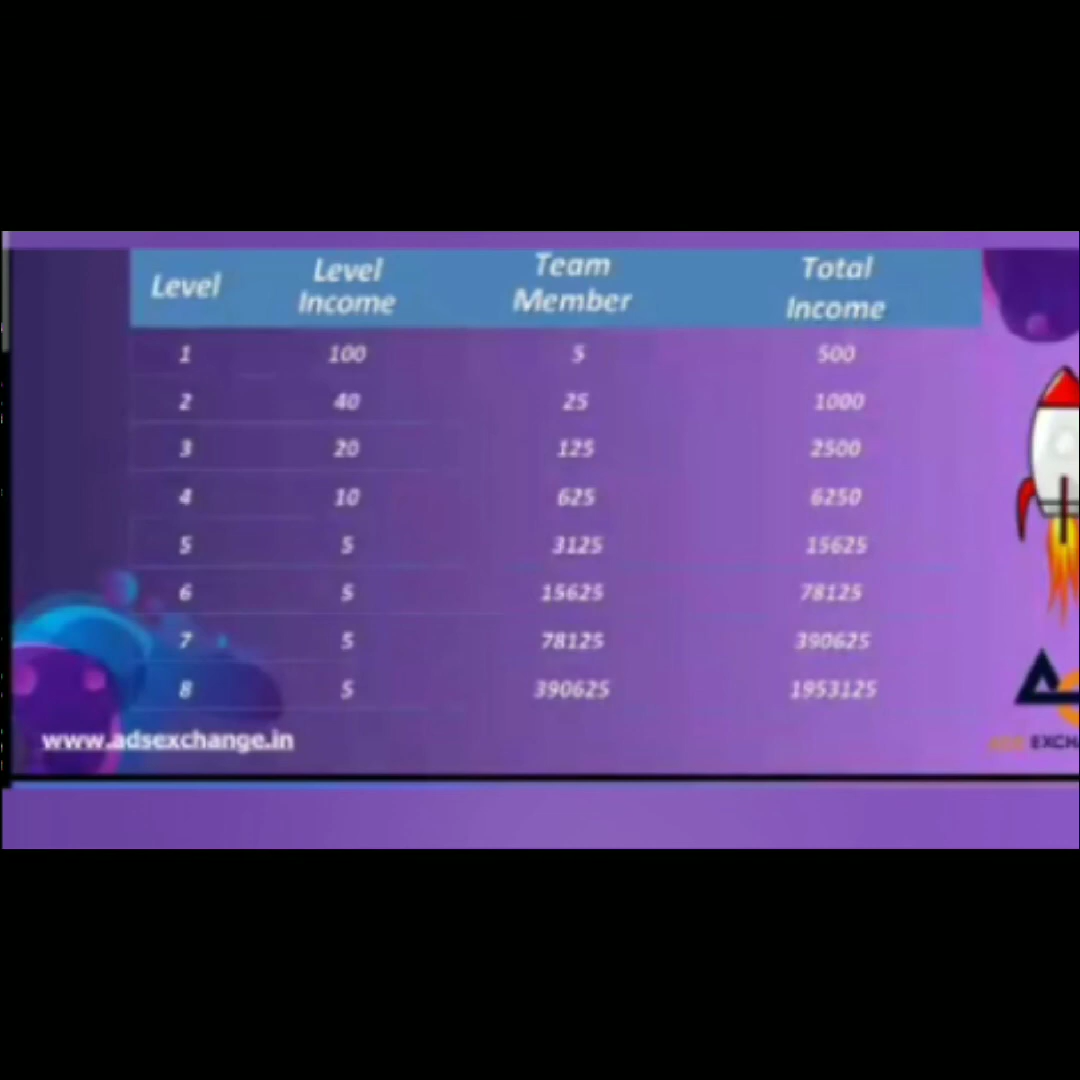 Level Level Income Team Member Total Income
1 100 5 500
2 40 25 1000
3 20 125 2500
4 10 625 6250
5 5 3125 15625
6 5 15625 78125
7 5 78125 390625
8 5 390625 1953125
www.adsexchange.in